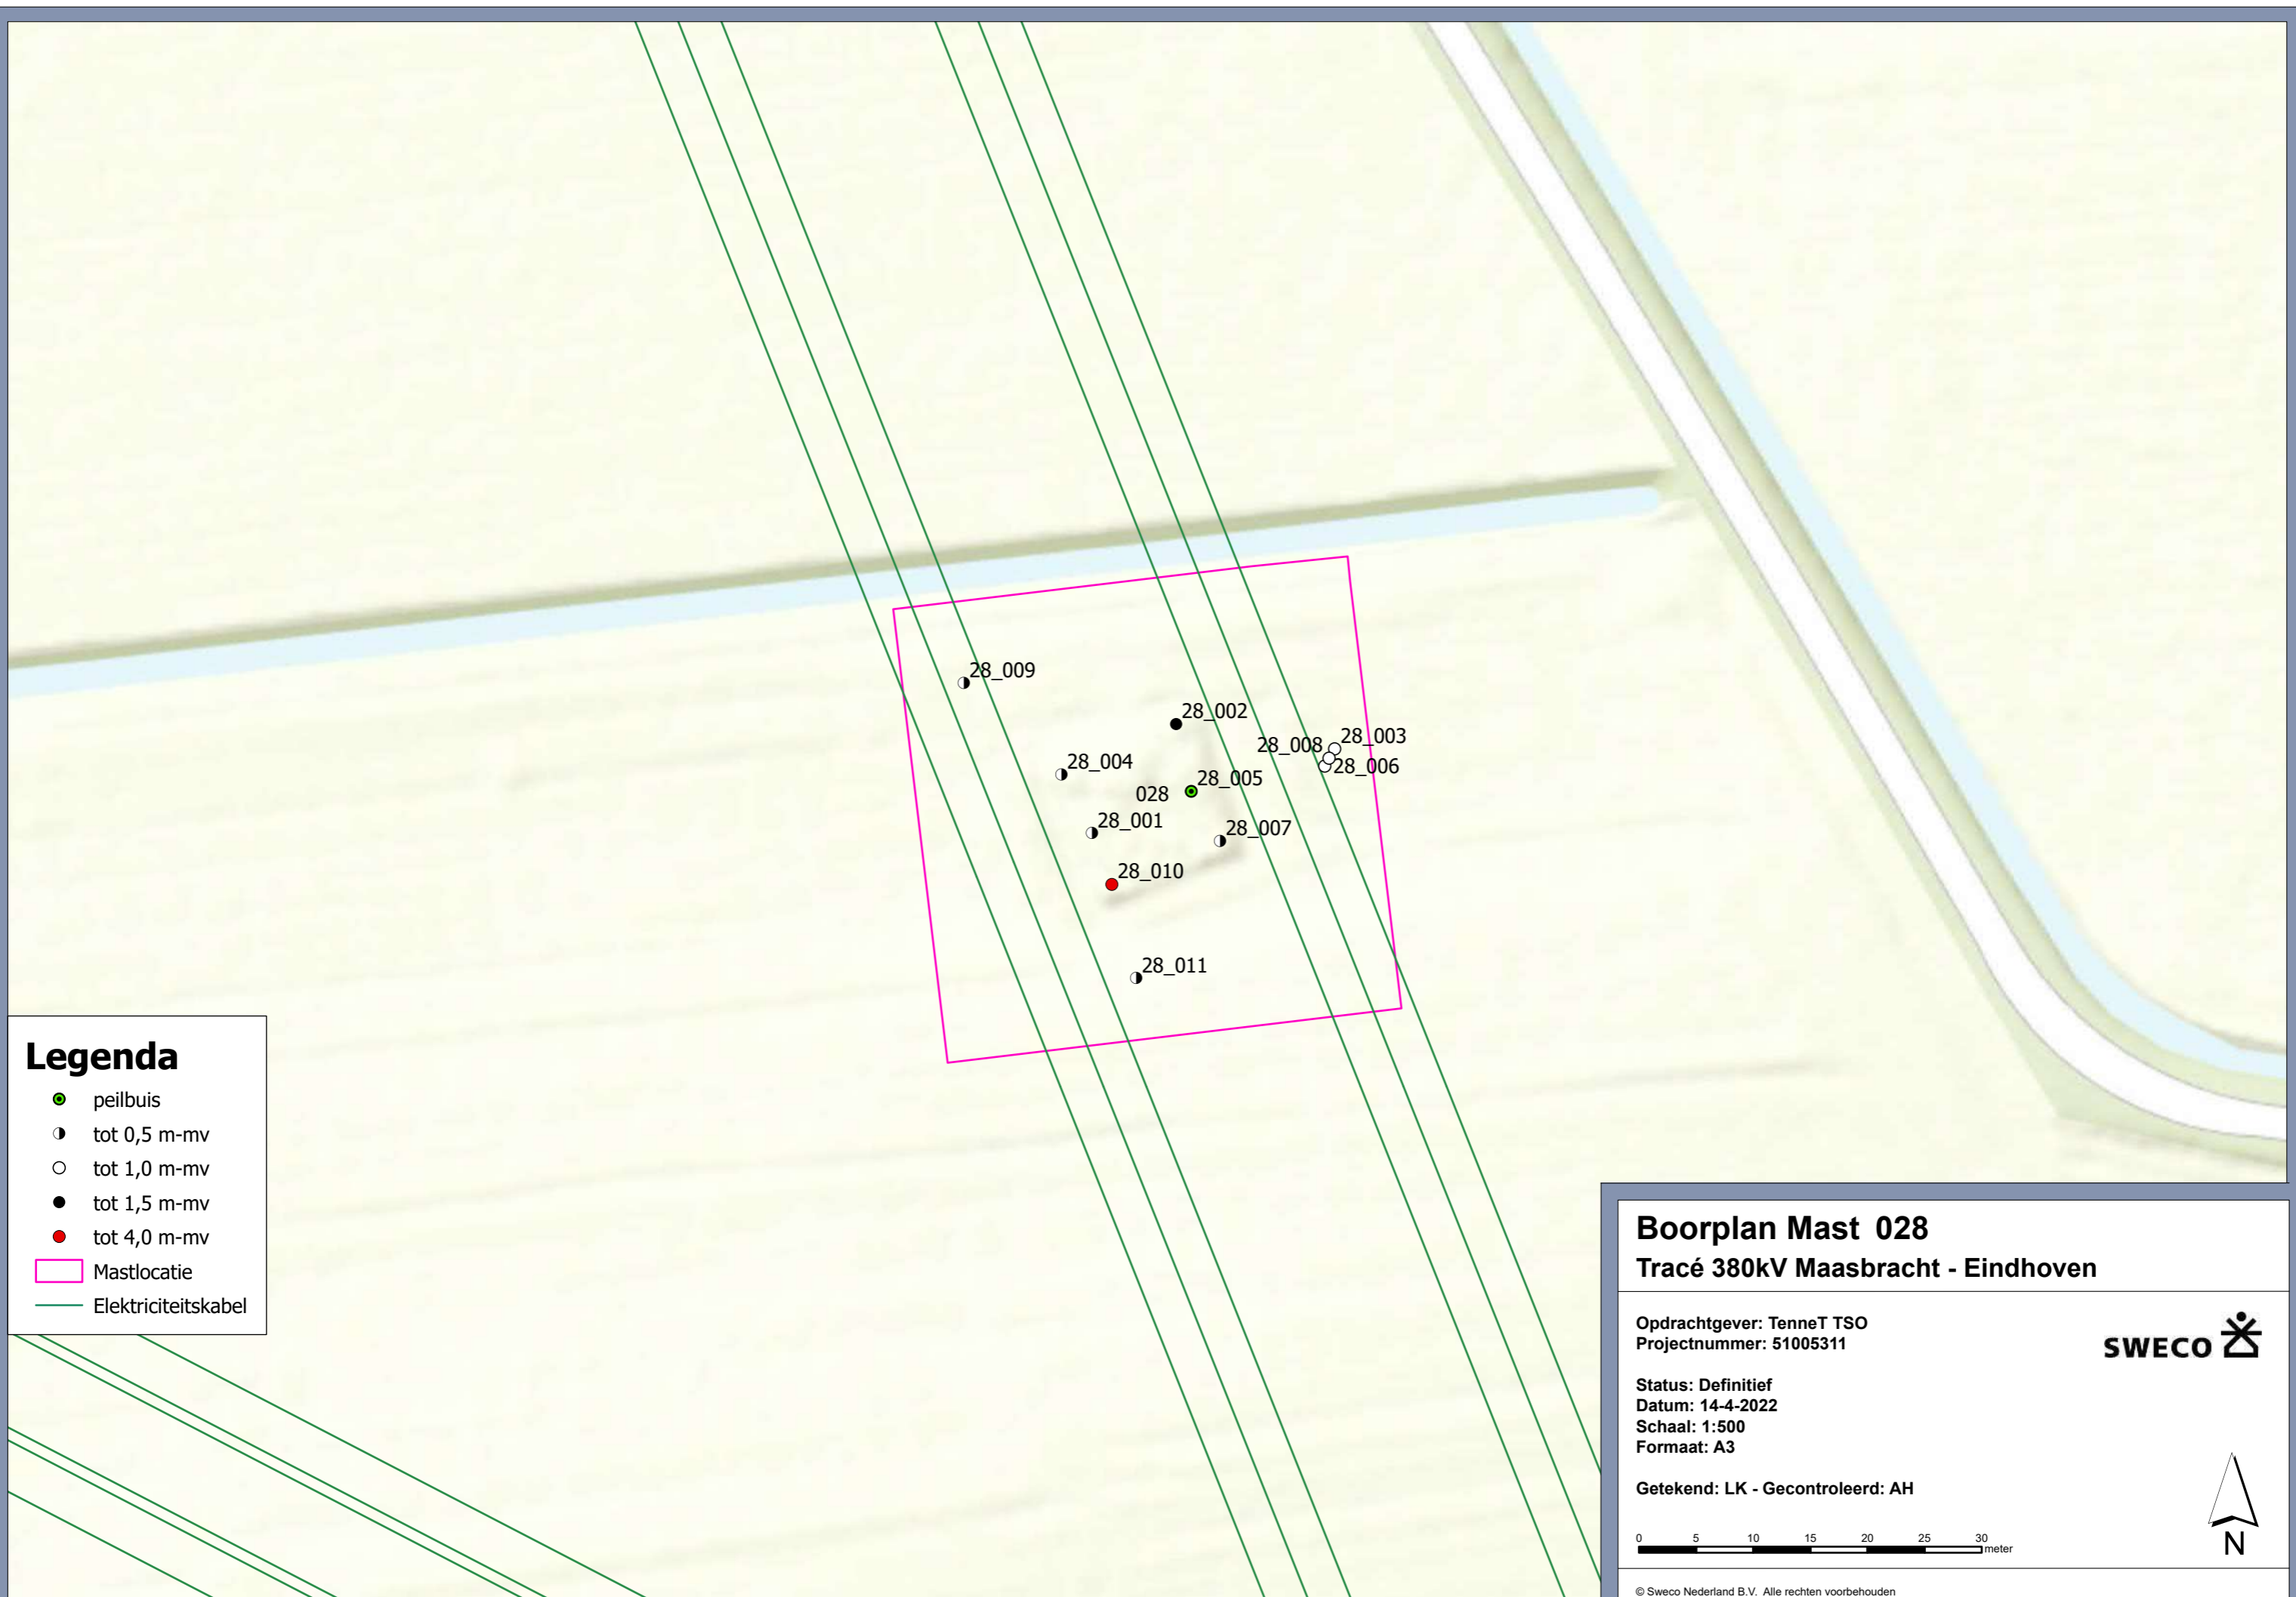 28_009
28_002
28_003
28_008
28_006
28_004
28_005
028
28_001
28_007
28_010
28_011
Legenda
peilbuis
tot 0,5 m-mv
tot 1,0 m-mv
tot 1,5 m-mv
tot 4,0 m-mv
Mastlocatie
Elektriciteitskabel
Boorplan Mast 028
Tracé 380kV Maasbracht - Eindhoven
Opdrachtgever: TenneT TSO
Projectnummer: 51005311
SWECO
Status: Definitief
Datum: 14-4-2022
Schaal: 1:500
Formaat: A3
Getekend: LK - Gecontroleerd: AH
0 5 10 15 20 25 30
meter
N
© Sweco Nederland B.V. Alle rechten voorbehouden